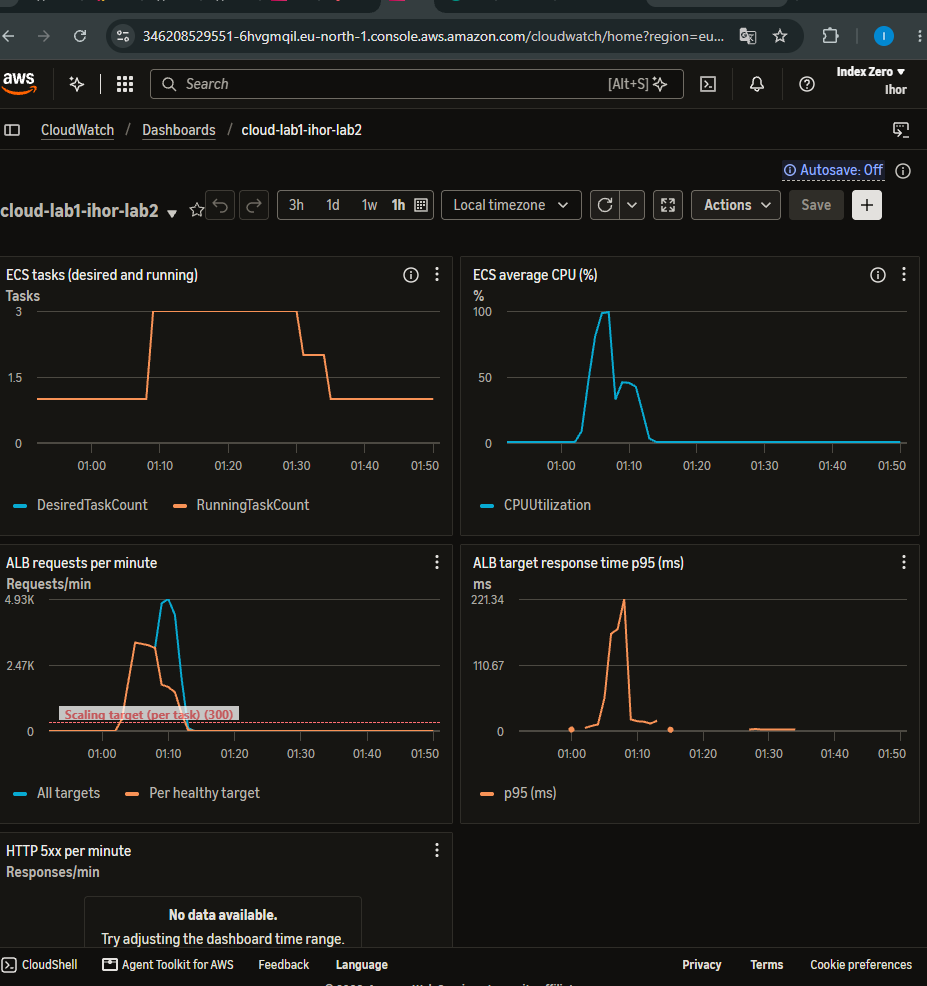 346208529551-6hvgmqil.eu-north-1.console.aws.amazon.com/cloudwatch/home?region=eu...
I
aws
Search
[Alt+S]
Index Zero
Ihor
CloudWatch / Dashboards / cloud-lab1-ihor-lab2
Autosave: Off
cloud-lab1-ihor-lab2
3h 1d 1w 1h
Local timezone
Actions
Save
ECS tasks (desired and running)
Tasks
3
1.5
0
01:00 01:10 01:20 01:30 01:40 01:50
DesiredTaskCount RunningTaskCount
ECS average CPU (%)
%
100
50
0
01:00 01:10 01:20 01:30 01:40 01:50
CPUUtilization
ALB requests per minute
Requests/min
4.93K
2.47K
Scaling target (per task) (300)
0
01:00 01:10 01:20 01:30 01:40 01:50
All targets Per healthy target
ALB target response time p95 (ms)
ms
221.34
110.67
0
01:00 01:10 01:20 01:30 01:40 01:50
p95 (ms)
HTTP 5xx per minute
Responses/min
No data available.
Try adjusting the dashboard time range.
CloudShell Agent Toolkit for AWS Feedback Language Privacy Terms Cookie preferences